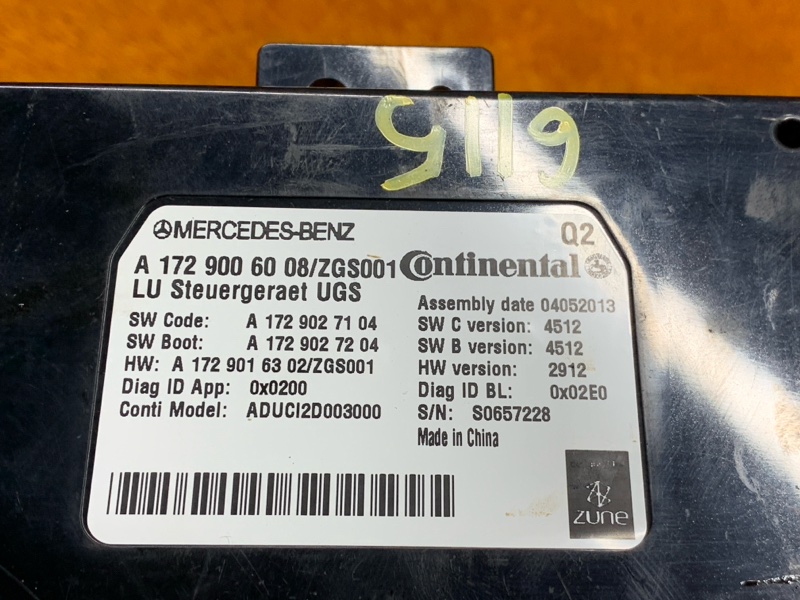 6115
MERCEDES-BENZ Q2
A 172 900 60 08/ZGS001 Continental
LU Steuergeraet UGS
Assembly date 04052013
SW Code: A 172 902 71 04 SW C version: 4512
SW Boot: A 172 902 72 04 SW B version: 4512
HW: A 172 901 63 02/ZGS001 HW version: 2912
Diag ID App: 0x0200 Diag ID BL: 0x02E0
Conti Model: ADUCI2D003000 S/N: S0657228
Made in China
zune